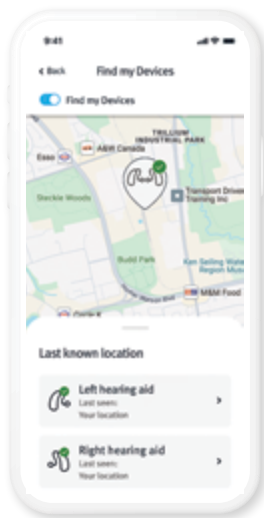 9:41
Back
Find my Devices
Find my Devices
TRILLIUM
INDUSTRIAL PARK
A&W Canada
Esso
Transport Driver
Training Inc
Steckle Woods
Budd Park
M&M Food
Circle K
Last known location
Left hearing aid
Last seen:
Your location
Right hearing aid
Last seen:
Your location